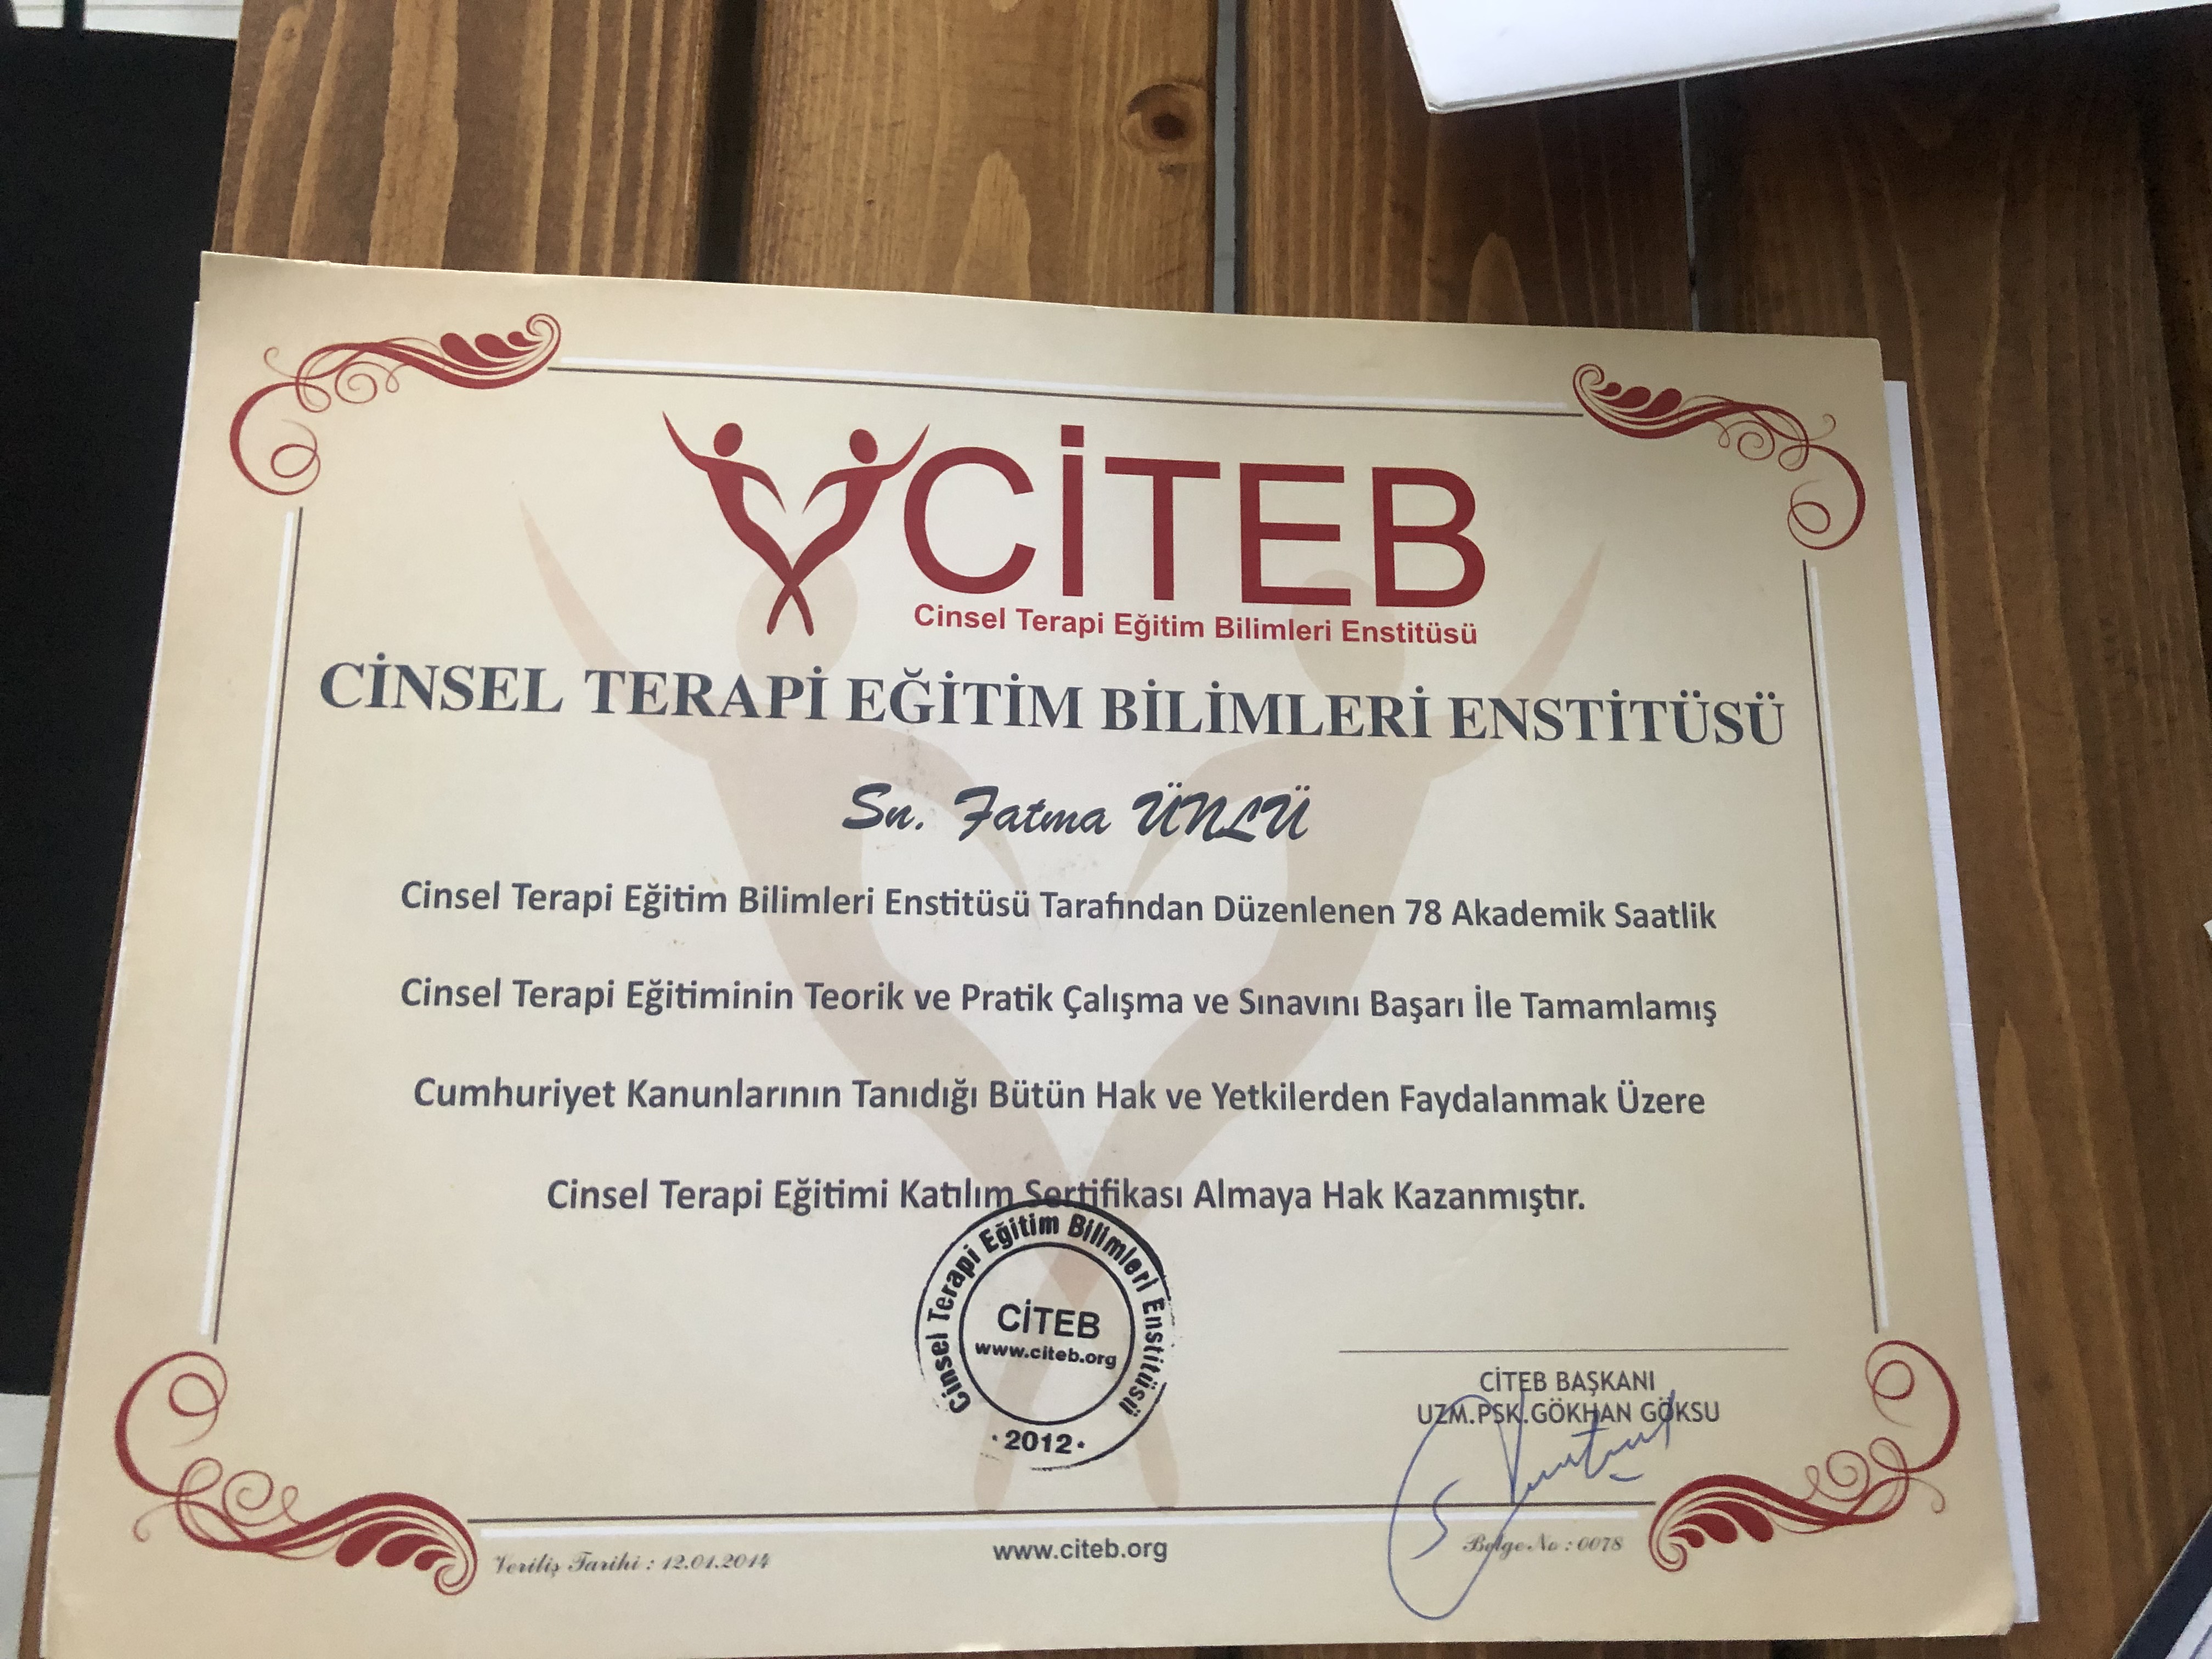 CİTEB
Cinsel Terapi Eğitim Bilimleri Enstitüsü
CİNSEL TERAPİ EĞİTİM BİLİMLERİ ENSTİTÜSÜ
Sn. Fatma ÜNLÜ
Cinsel Terapi Eğitim Bilimleri Enstitüsü Tarafından Düzenlenen 78 Akademik Saatlik
Cinsel Terapi Eğitiminin Teorik ve Pratik Çalışma ve Sınavını Başarı İle Tamamlamış
Cumhuriyet Kanunlarının Tanıdığı Bütün Hak ve Yetkilerden Faydalanmak Üzere
Cinsel Terapi Eğitimi Katılım Sertifikası Almaya Hak Kazanmıştır.
Cinsel Terapi Eğitim Bilimleri Enstitüsü
CİTEB
www.citeb.org
· 2012 ·
CİTEB BAŞKANI
UZM.PSK.GÖKHAN GÖKSU
Veriliş Tarihi : 12.01.2014
www.citeb.org
Belge No : 0078